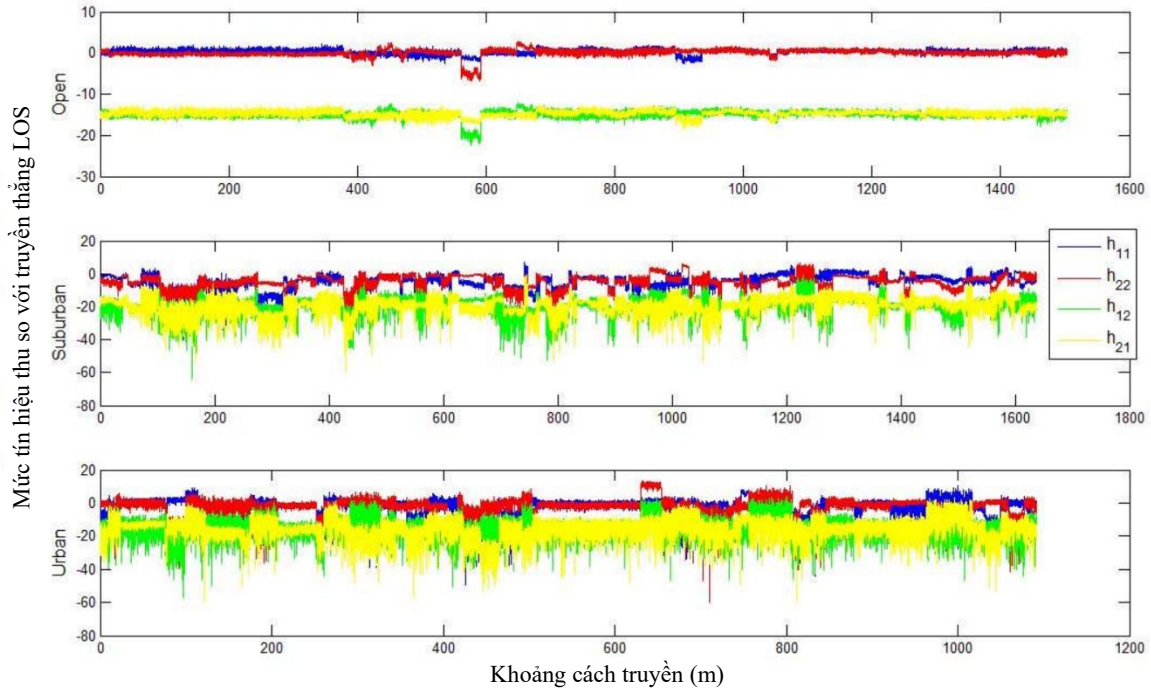 Mức tín hiệu thu so với truyền thẳng LOS
10
0
-10
-20
-30
Open
0 200 400 600 800 1000 1200 1400 1600
20
0
-20
-40
-60
-80
Suburban
0 200 400 600 800 1000 1200 1400 1600 1800
h11
h22
h12
h21
20
0
-20
-40
-60
-80
Urban
0 200 400 600 800 1000 1200
Khoảng cách truyền (m)